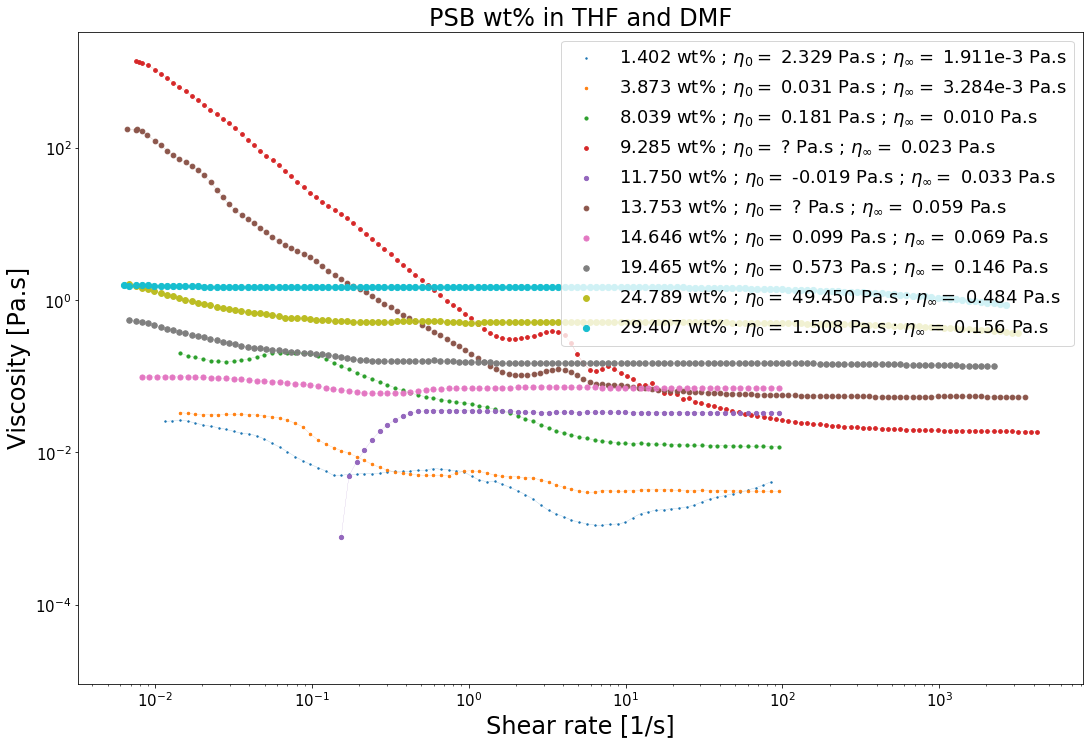 PSB wt% in THF and DMF
1.402 wt% ; η₀ = 2.329 Pa.s ; η∞ = 1.911e-3 Pa.s
3.873 wt% ; η₀ = 0.031 Pa.s ; η∞ = 3.284e-3 Pa.s
8.039 wt% ; η₀ = 0.181 Pa.s ; η∞ = 0.010 Pa.s
9.285 wt% ; η₀ = ? Pa.s ; η∞ = 0.023 Pa.s
11.750 wt% ; η₀ = -0.019 Pa.s ; η∞ = 0.033 Pa.s
13.753 wt% ; η₀ = ? Pa.s ; η∞ = 0.059 Pa.s
14.646 wt% ; η₀ = 0.099 Pa.s ; η∞ = 0.069 Pa.s
19.465 wt% ; η₀ = 0.573 Pa.s ; η∞ = 0.146 Pa.s
24.789 wt% ; η₀ = 49.450 Pa.s ; η∞ = 0.484 Pa.s
29.407 wt% ; η₀ = 1.508 Pa.s ; η∞ = 0.156 Pa.s
Viscosity [Pa.s]
10²
10⁰
10⁻²
10⁻⁴
10⁻² 10⁻¹ 10⁰ 10¹ 10² 10³
Shear rate [1/s]